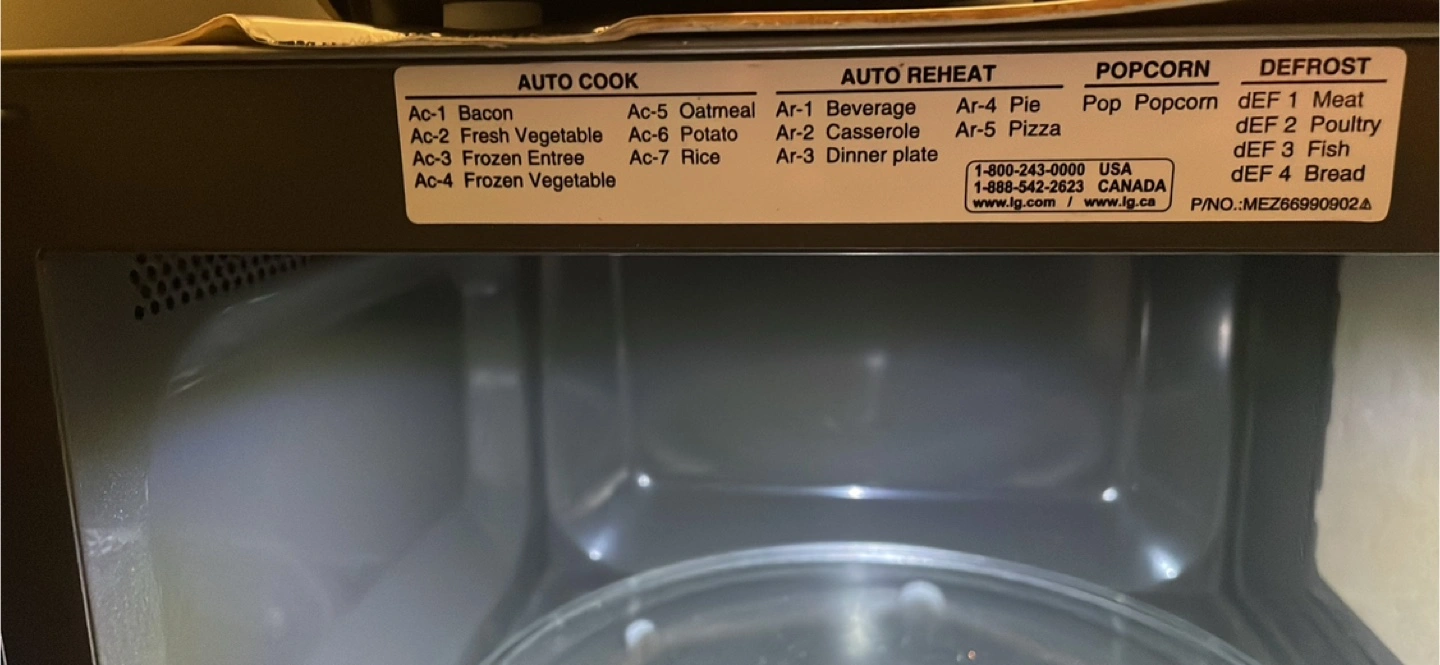 AUTO COOK
Ac-1 Bacon
Ac-2 Fresh Vegetable
Ac-3 Frozen Entree
Ac-4 Frozen Vegetable
Ac-5 Oatmeal
Ac-6 Potato
Ac-7 Rice
AUTO REHEAT
Ar-1 Beverage
Ar-2 Casserole
Ar-3 Dinner plate
Ar-4 Pie
Ar-5 Pizza
POPCORN
Pop Popcorn
DEFROST
dEF 1 Meat
dEF 2 Poultry
dEF 3 Fish
dEF 4 Bread
1-800-243-0000 USA
1-888-542-2623 CANADA
www.lg.com / www.lg.ca
P/NO.:MEZ66990902⚠